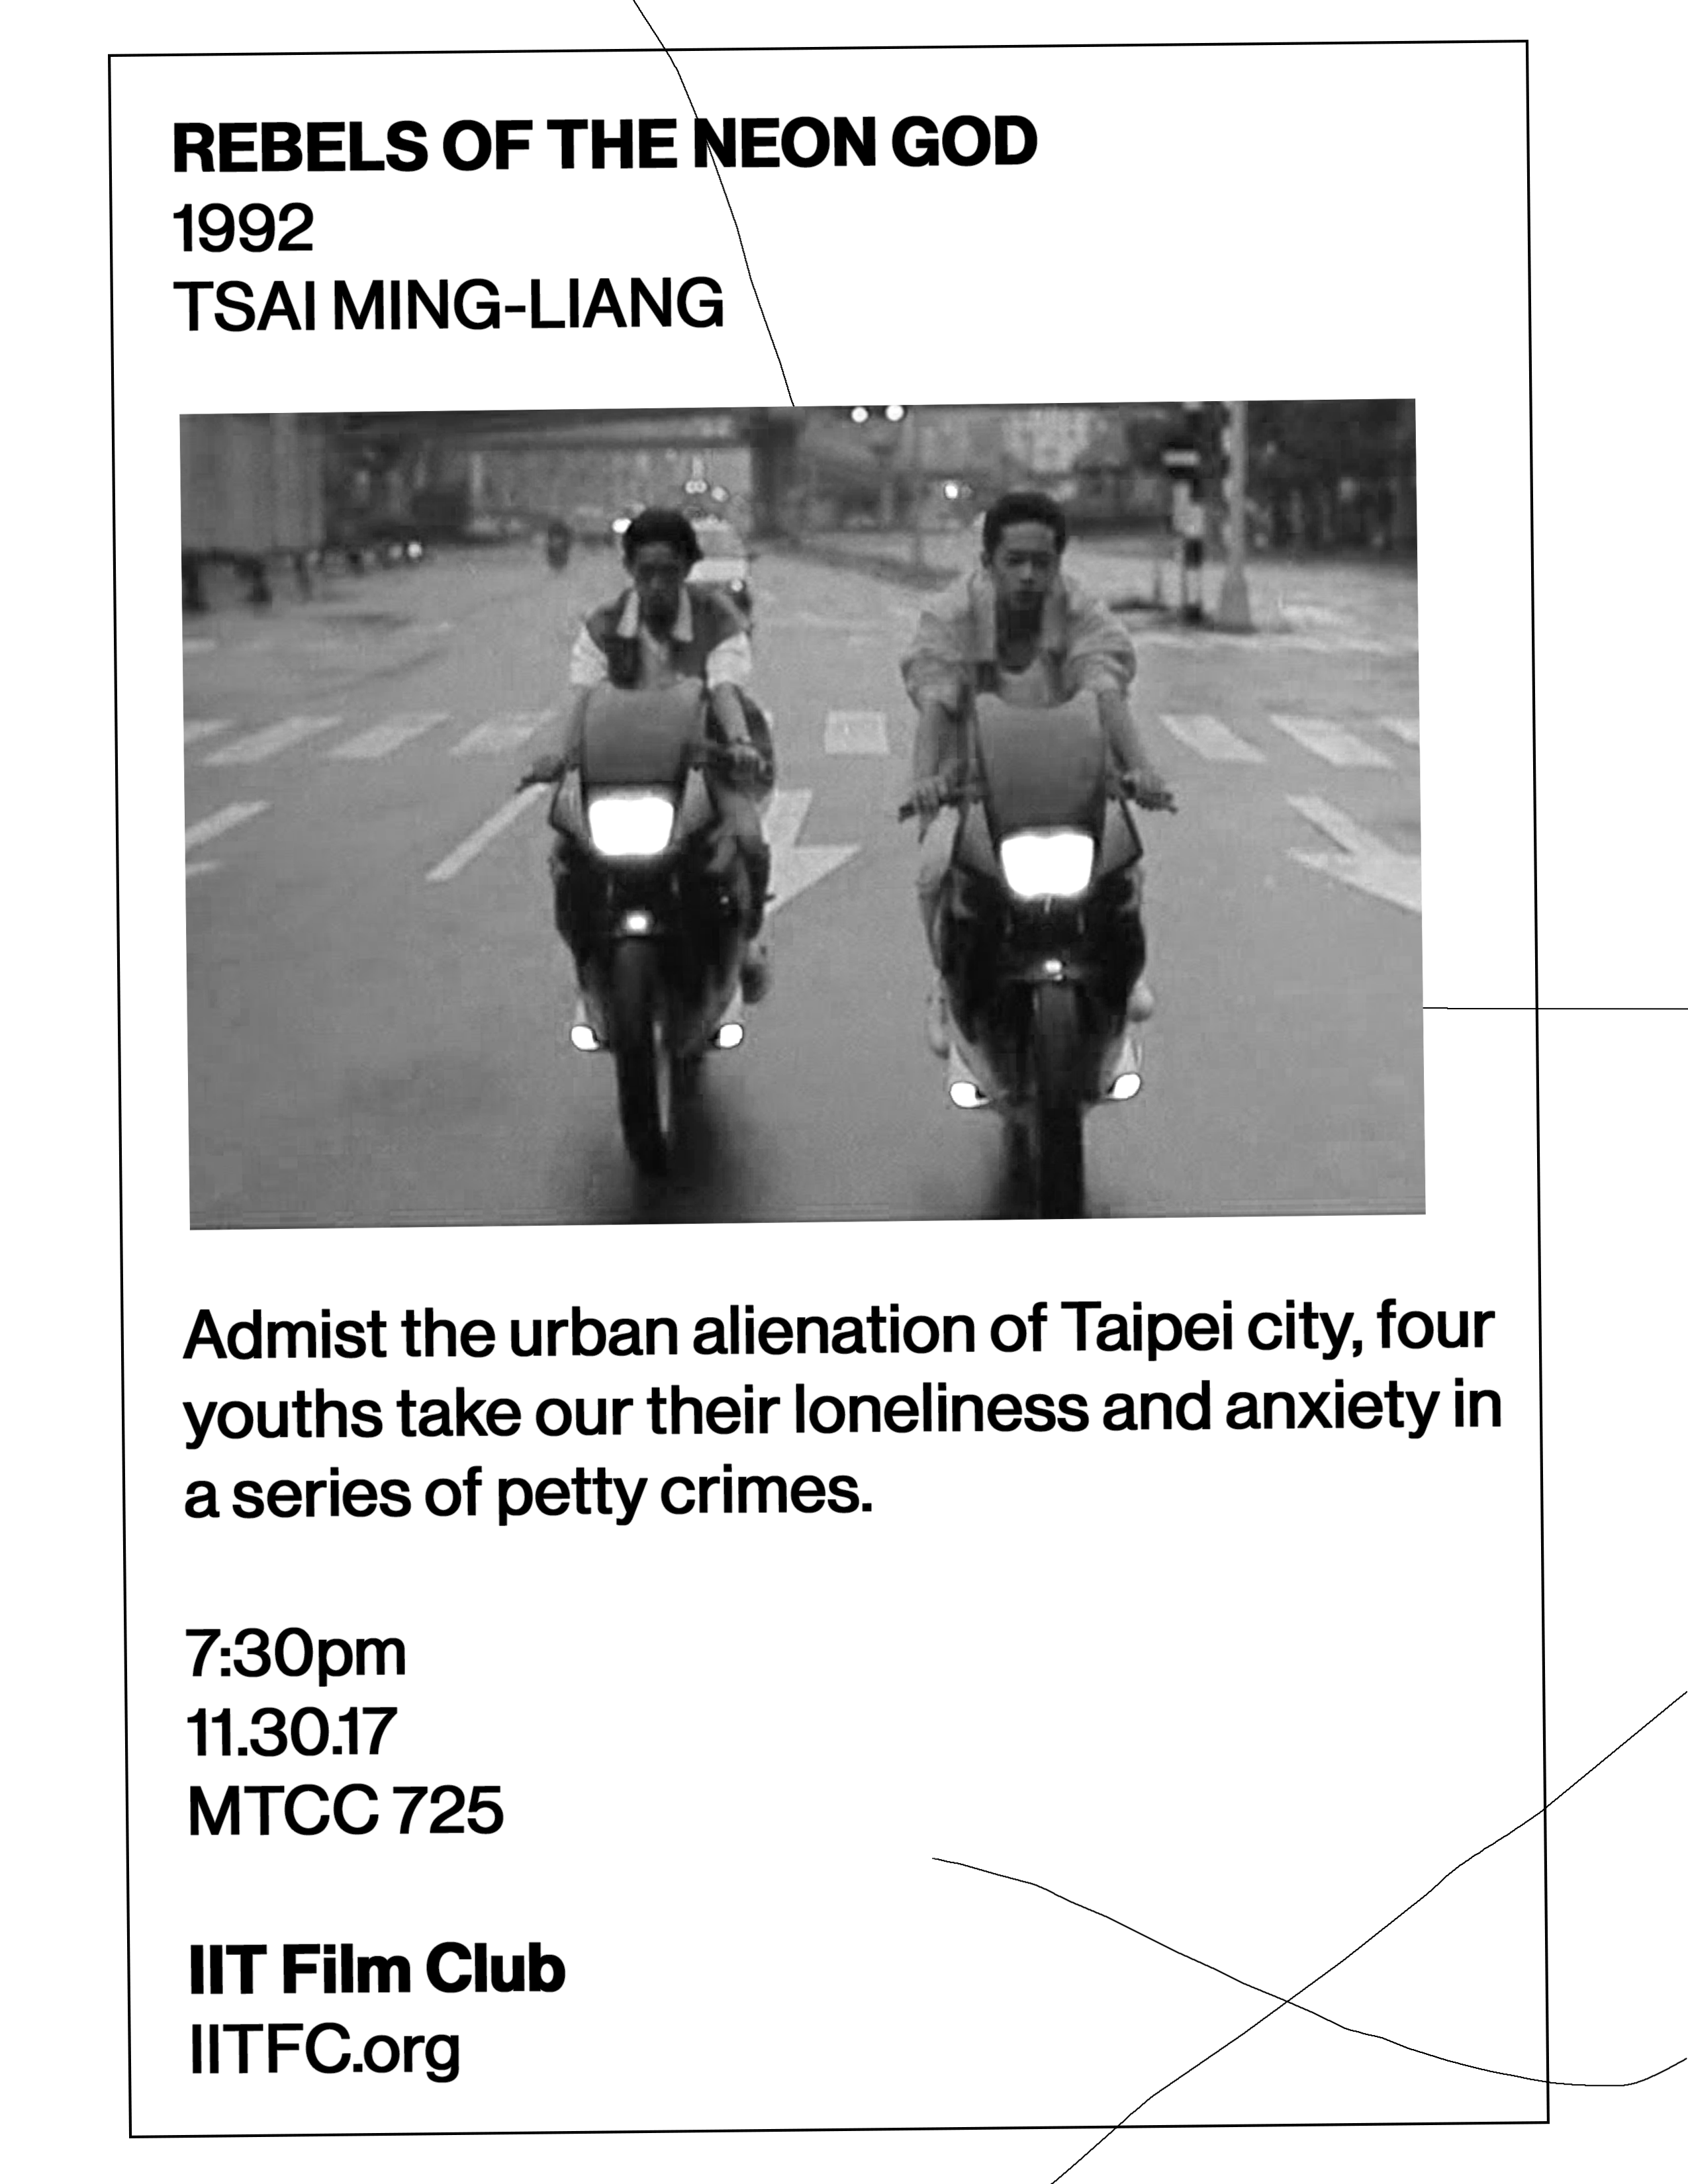 REBELS OF THE NEON GOD
1992
TSAI MING-LIANG
Admist the urban alienation of Taipei city, four
youths take our their loneliness and anxiety in
a series of petty crimes.
7:30pm
11.30.17
MTCC 725
IIT Film Club
IITFC.org